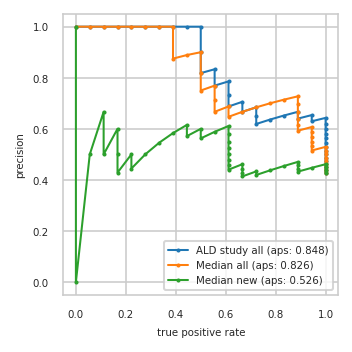 1.0
0.8
0.6
0.4
0.2
0.0
precision
0.0 0.2 0.4 0.6 0.8 1.0
true positive rate
ALD study all (aps: 0.848)
Median all (aps: 0.826)
Median new (aps: 0.526)